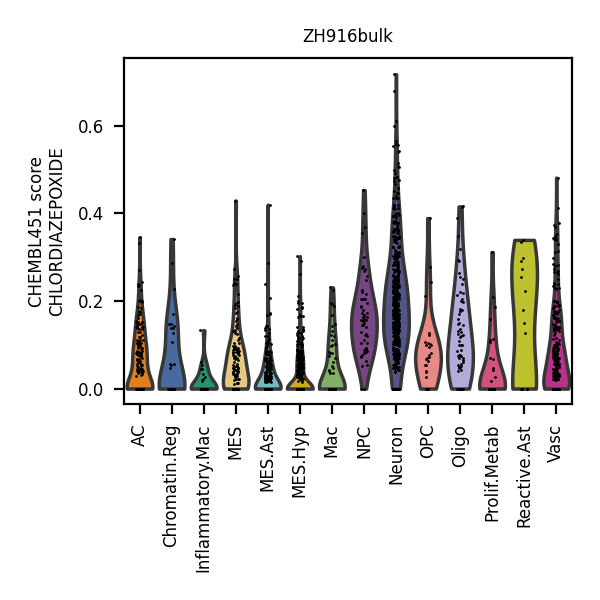 ZH916bulk
CHEMBL451 score
CHLORDIAZEPOXIDE
0.6
0.4
0.2
0.0
AC
Chromatin.Reg
Inflammatory.Mac
MES
MES.Ast
MES.Hyp
Mac
NPC
Neuron
OPC
Oligo
Prolif.Metab
Reactive.Ast
Vasc